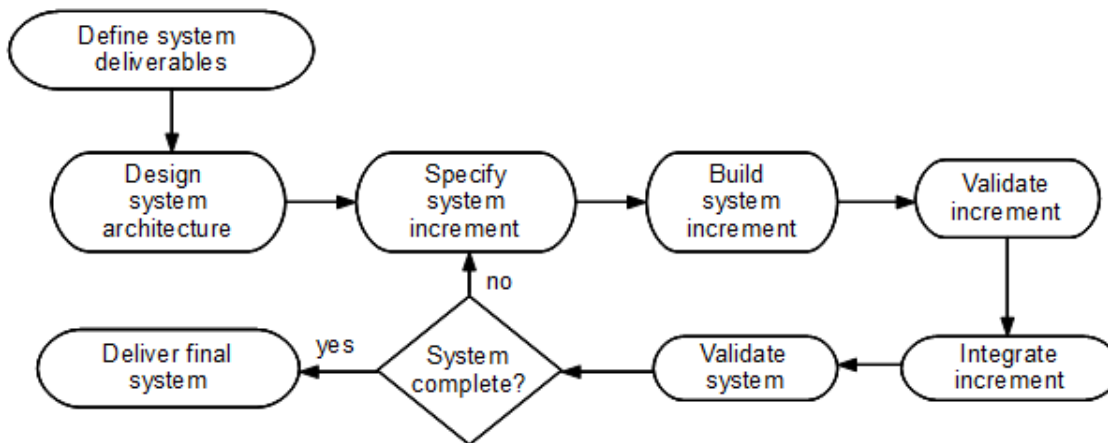 Define system
deliverables
Design
system
architecture
Specify
system
increment
Build
system
increment
Validate
increment
no
Deliver final
system
yes
System
complete?
Validate
system
Integrate
increment